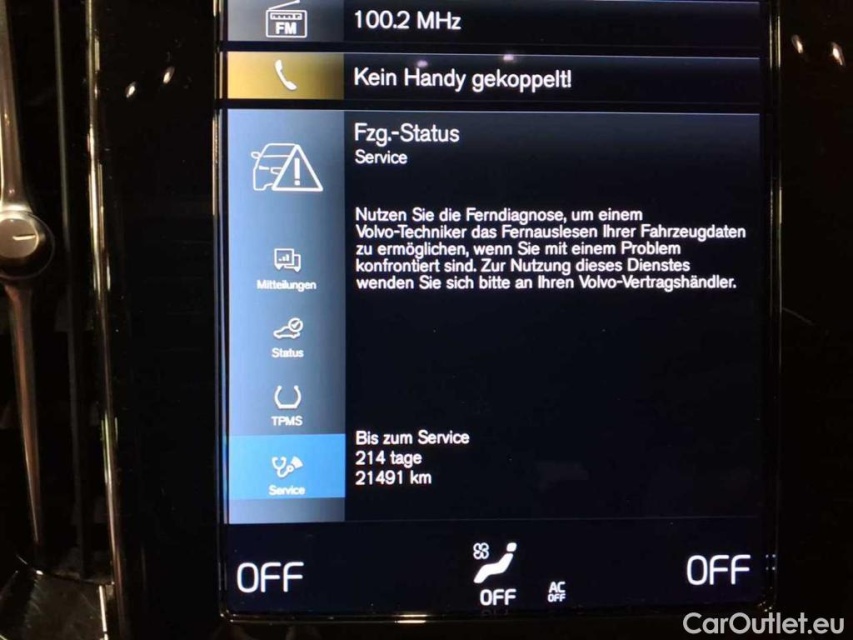 FM
100.2 MHz
Kein Handy gekoppelt!
Fzg.-Status
Service
Nutzen Sie die Ferndiagnose, um einem
Volvo-Techniker das Fernauslesen Ihrer Fahrzeugdaten
zu ermöglichen, wenn Sie mit einem Problem
konfrontiert sind. Zur Nutzung dieses Dienstes
wenden Sie sich bitte an Ihren Volvo-Vertragshändler.
Mitteilungen
Status
TPMS
Service
Bis zum Service
214 tage
21491 km
OFF
OFF
AC
OFF
OFF
CarOutlet.eu